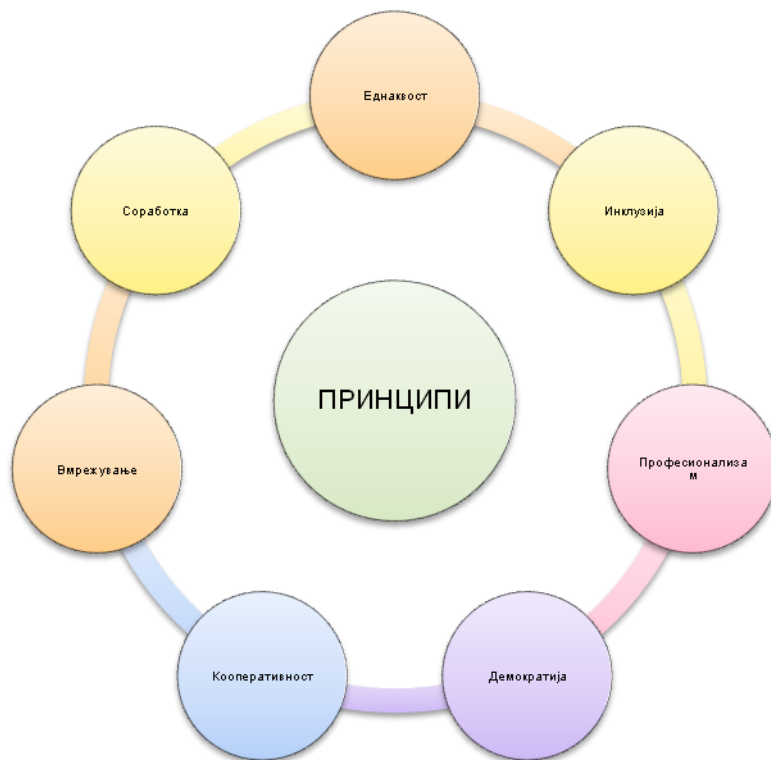 Еднаквост
Соработка
Инклузија
ПРИНЦИПИ
Вмрежување
Професионализа
м
Кооперативност
Демократија